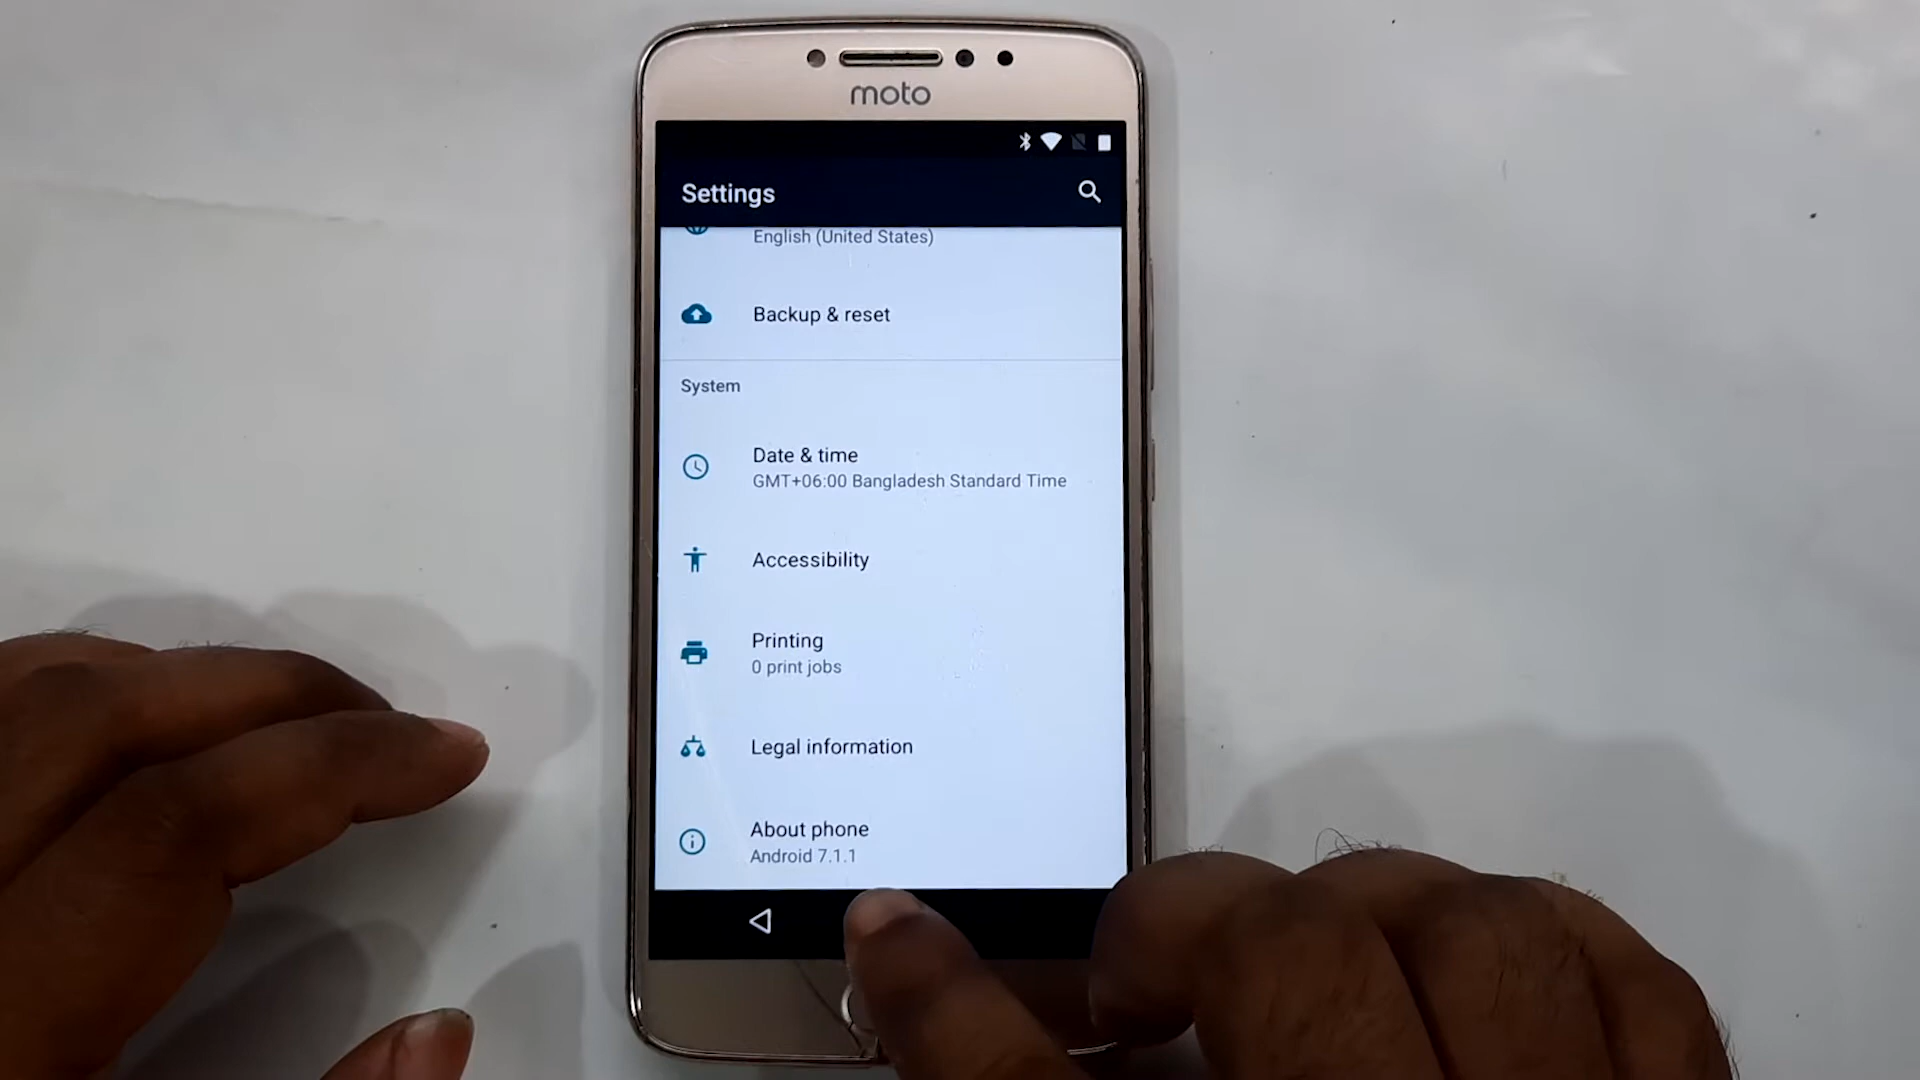 moto
Settings
English (United States)
Backup & reset
System
Date & time
GMT+06:00 Bangladesh Standard Time
Accessibility
Printing
0 print jobs
Legal information
About phone
Android 7.1.1